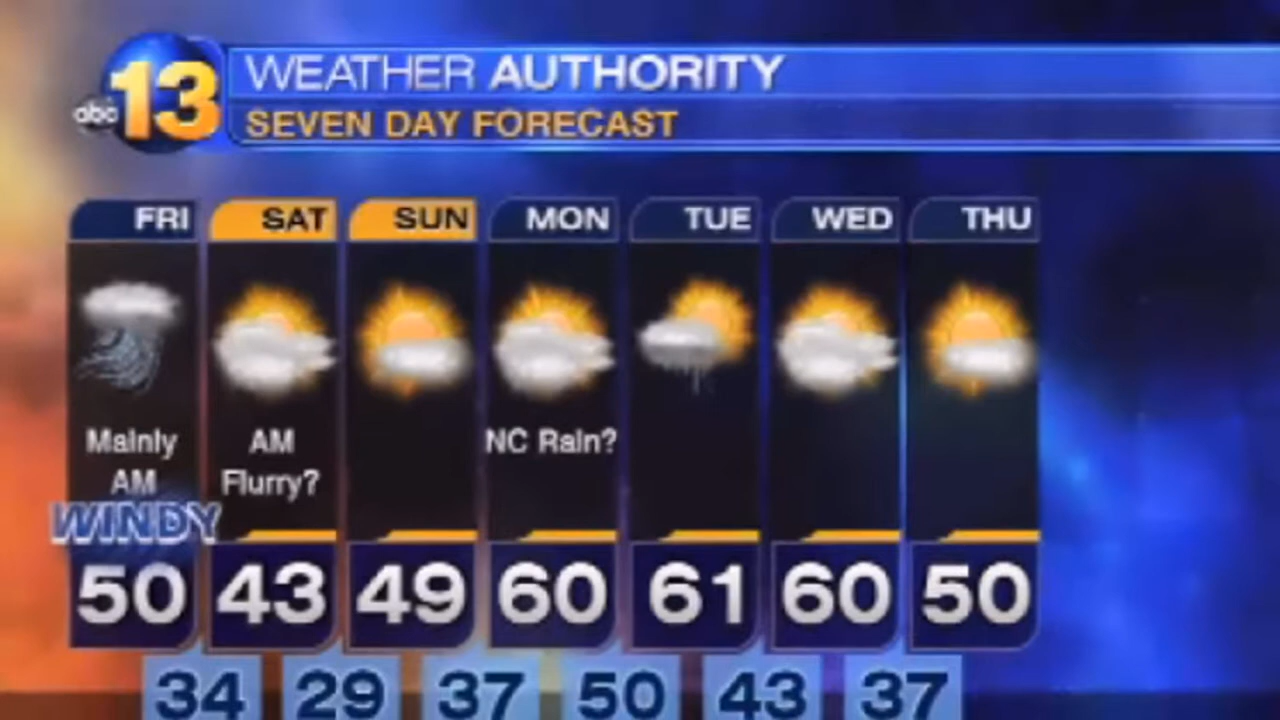 abc 13
WEATHER AUTHORITY
SEVEN DAY FORECAST
FRI SAT SUN MON TUE WED THU
Mainly AM NC Rain?
AM Flurry?
WINDY
50 43 49 60 61 60 50
34 29 37 50 43 37